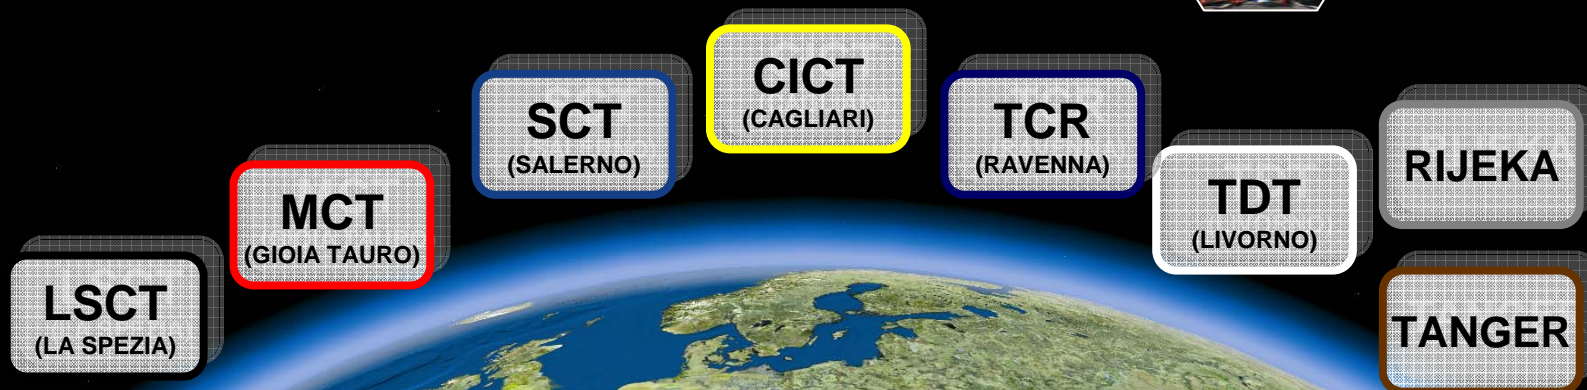 LSCT
(LA SPEZIA)
MCT
(GIOIA TAURO)
SCT
(SALERNO)
CICT
(CAGLIARI)
TCR
(RAVENNA)
TDT
(LIVORNO)
RIJEKA
TANGER